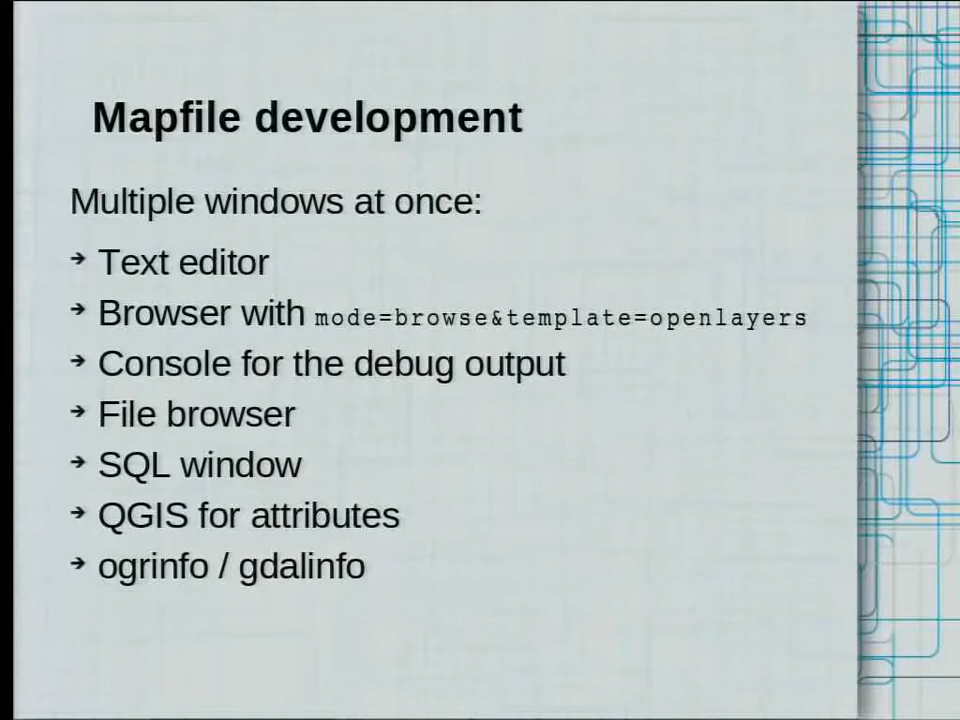 Mapfile development
Multiple windows at once:
➔ Text editor
➔ Browser with mode=browse&template=openlayers
➔ Console for the debug output
➔ File browser
➔ SQL window
➔ QGIS for attributes
➔ ogrinfo / gdalinfo